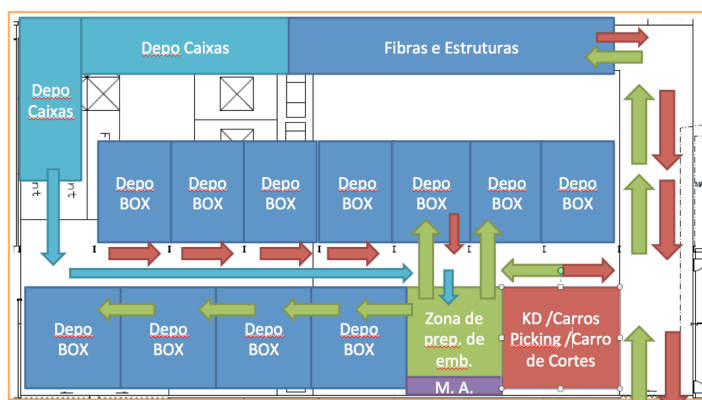 Depo Caixas
Fibras e Estruturas
Depo
Caixas
nt
nt
Depo
BOX
Depo
BOX
Depo
BOX
Depo
BOX
Depo
BOX
Depo
BOX
Depo
BOX
Depo
BOX
Depo
BOX
Depo
BOX
Depo
BOX
Zona de
prep. de
emb.
KD /Carros
Picking /Carro
de Cortes
M. A.